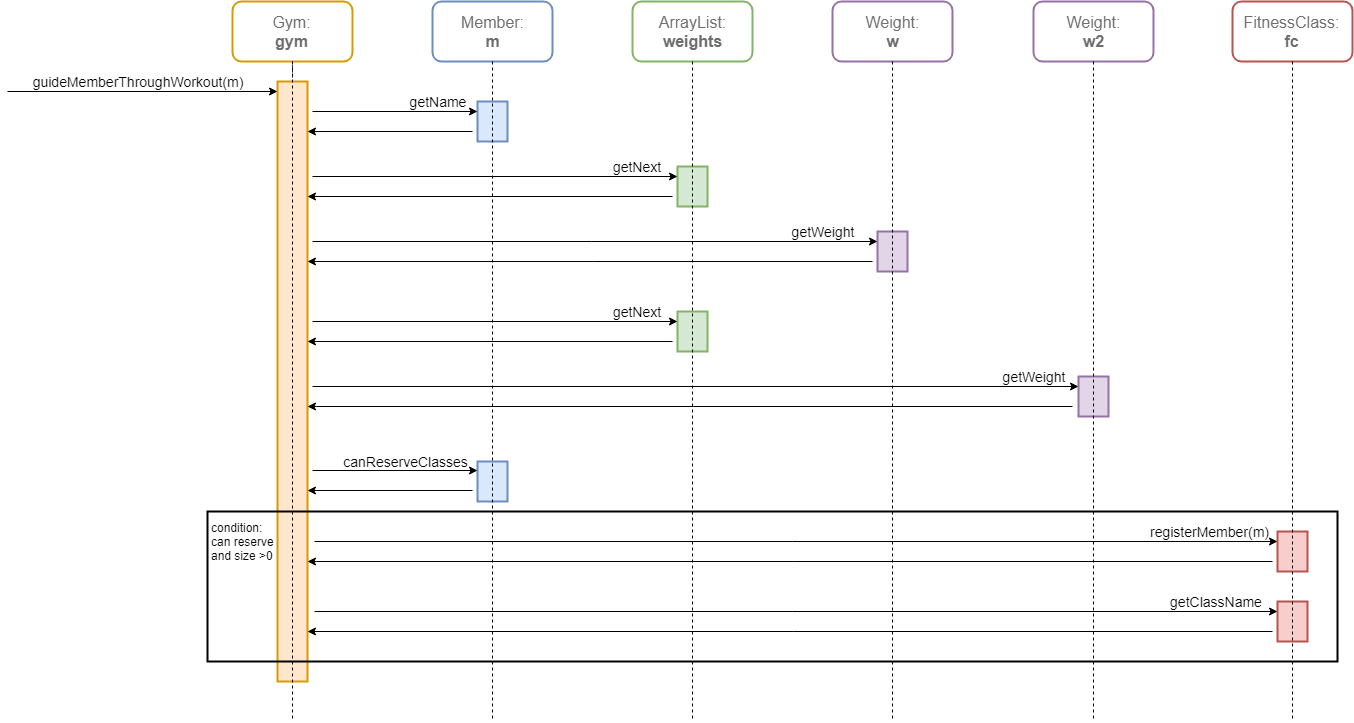 Gym:
gym
Member:
m
ArrayList:
weights
Weight:
w
Weight:
w2
FitnessClass:
fc
guideMemberThroughWorkout(m)
getName
getNext
getWeight
getNext
getWeight
canReserveClasses
condition:
can reserve
and size >0
registerMember(m)
getClassName